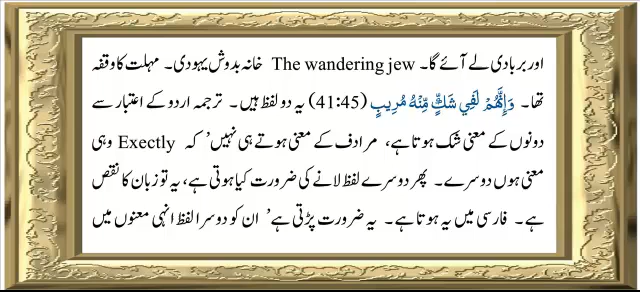 اور بربادی لے آئے گا۔ The wandering jew خانہ بدوش یہودی۔ مہلت کا وقفہ
تھا۔ وَإِنَّهُمْ لَفِي شَكٍّ مِّنْهُ مُرِيبٍ (41:45) یہ دو لفظ ہیں۔ ترجمہ اردو کے اعتبار سے
دونوں کے معنی شک ہوتا ہے، مرادف کے معنی ہوتے ہی نہیں' کہ Exectly وہی
معنی ہوں دوسرے۔ پھر دوسرے لفظ لانے کی ضرورت کیا ہوتی ہے، یہ تو زبان کا نقص
ہے۔ فارسی میں یہ ہوتا ہے۔ یہ ضرورت پڑتی ہے' ان کو دوسرا لفظ انہی معنوں میں